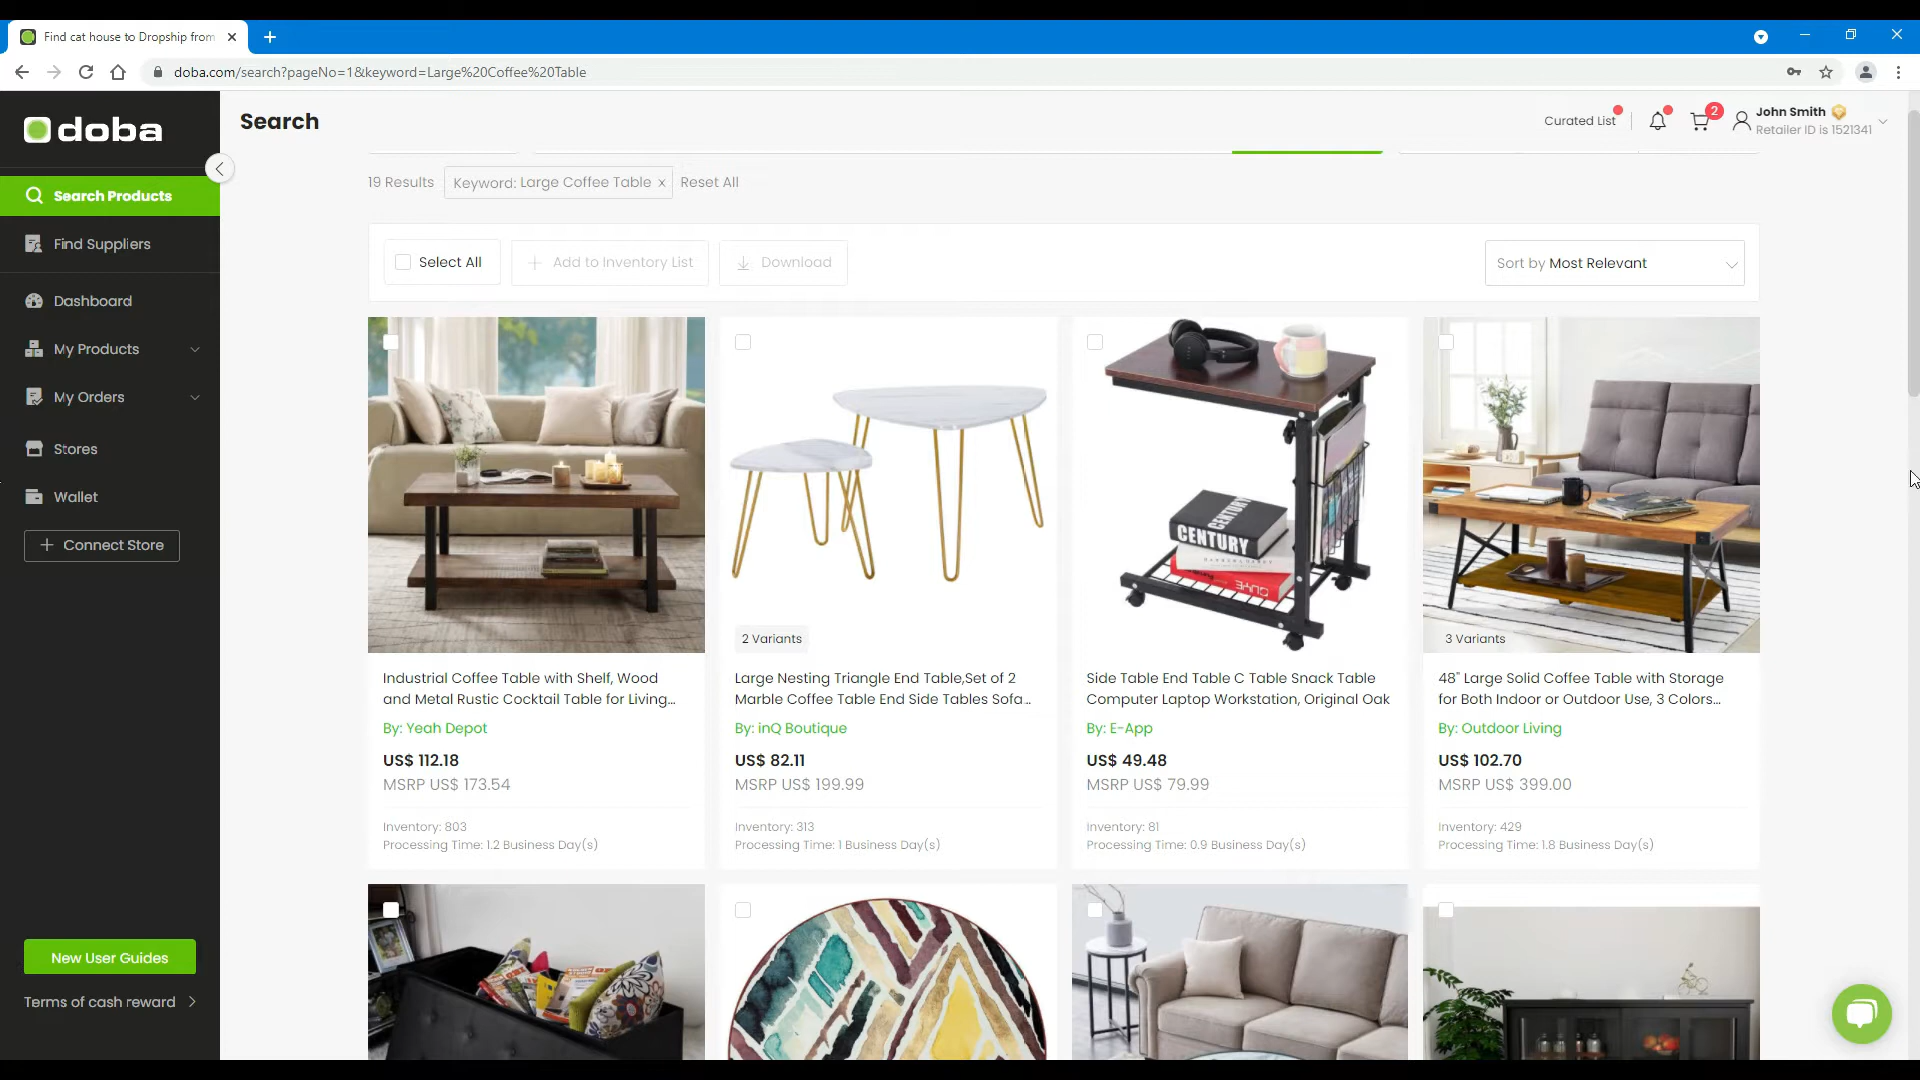 Find cat house to Dropship from
doba.com/search?pageNo=1&keyword=Large%20Coffee%20Table
doba
Search
Curated List
2
John Smith
Retailer ID is 1521341
Search Products
Find Suppliers
Dashboard
My Products
My Orders
Stores
Wallet
Connect Store
New User Guides
Terms of cash reward
19 Results
Keyword: Large Coffee Table x
Reset All
Select All
Add to Inventory List
Download
Sort by Most Relevant
Industrial Coffee Table with Shelf, Wood
and Metal Rustic Cocktail Table for Living...
By: Yeah Depot
US$ 112.18
MSRP US$ 173.54
Inventory: 803
Processing Time: 1.2 Business Day(s)
2 Variants
Large Nesting Triangle End Table,Set of 2
Marble Coffee Table End Side Tables Sofa...
By: inQ Boutique
US$ 82.11
MSRP US$ 199.99
Inventory: 313
Processing Time: 1 Business Day(s)
CENTURY
CENTURY
Side Table End Table C Table Snack Table
Computer Laptop Workstation, Original Oak
By: E-App
US$ 49.48
MSRP US$ 79.99
Inventory: 81
Processing Time: 0.9 Business Day(s)
3 Variants
48" Large Solid Coffee Table with Storage
for Both Indoor or Outdoor Use, 3 Colors...
By: Outdoor Living
US$ 102.70
MSRP US$ 399.00
Inventory: 429
Processing Time: 1.8 Business Day(s)